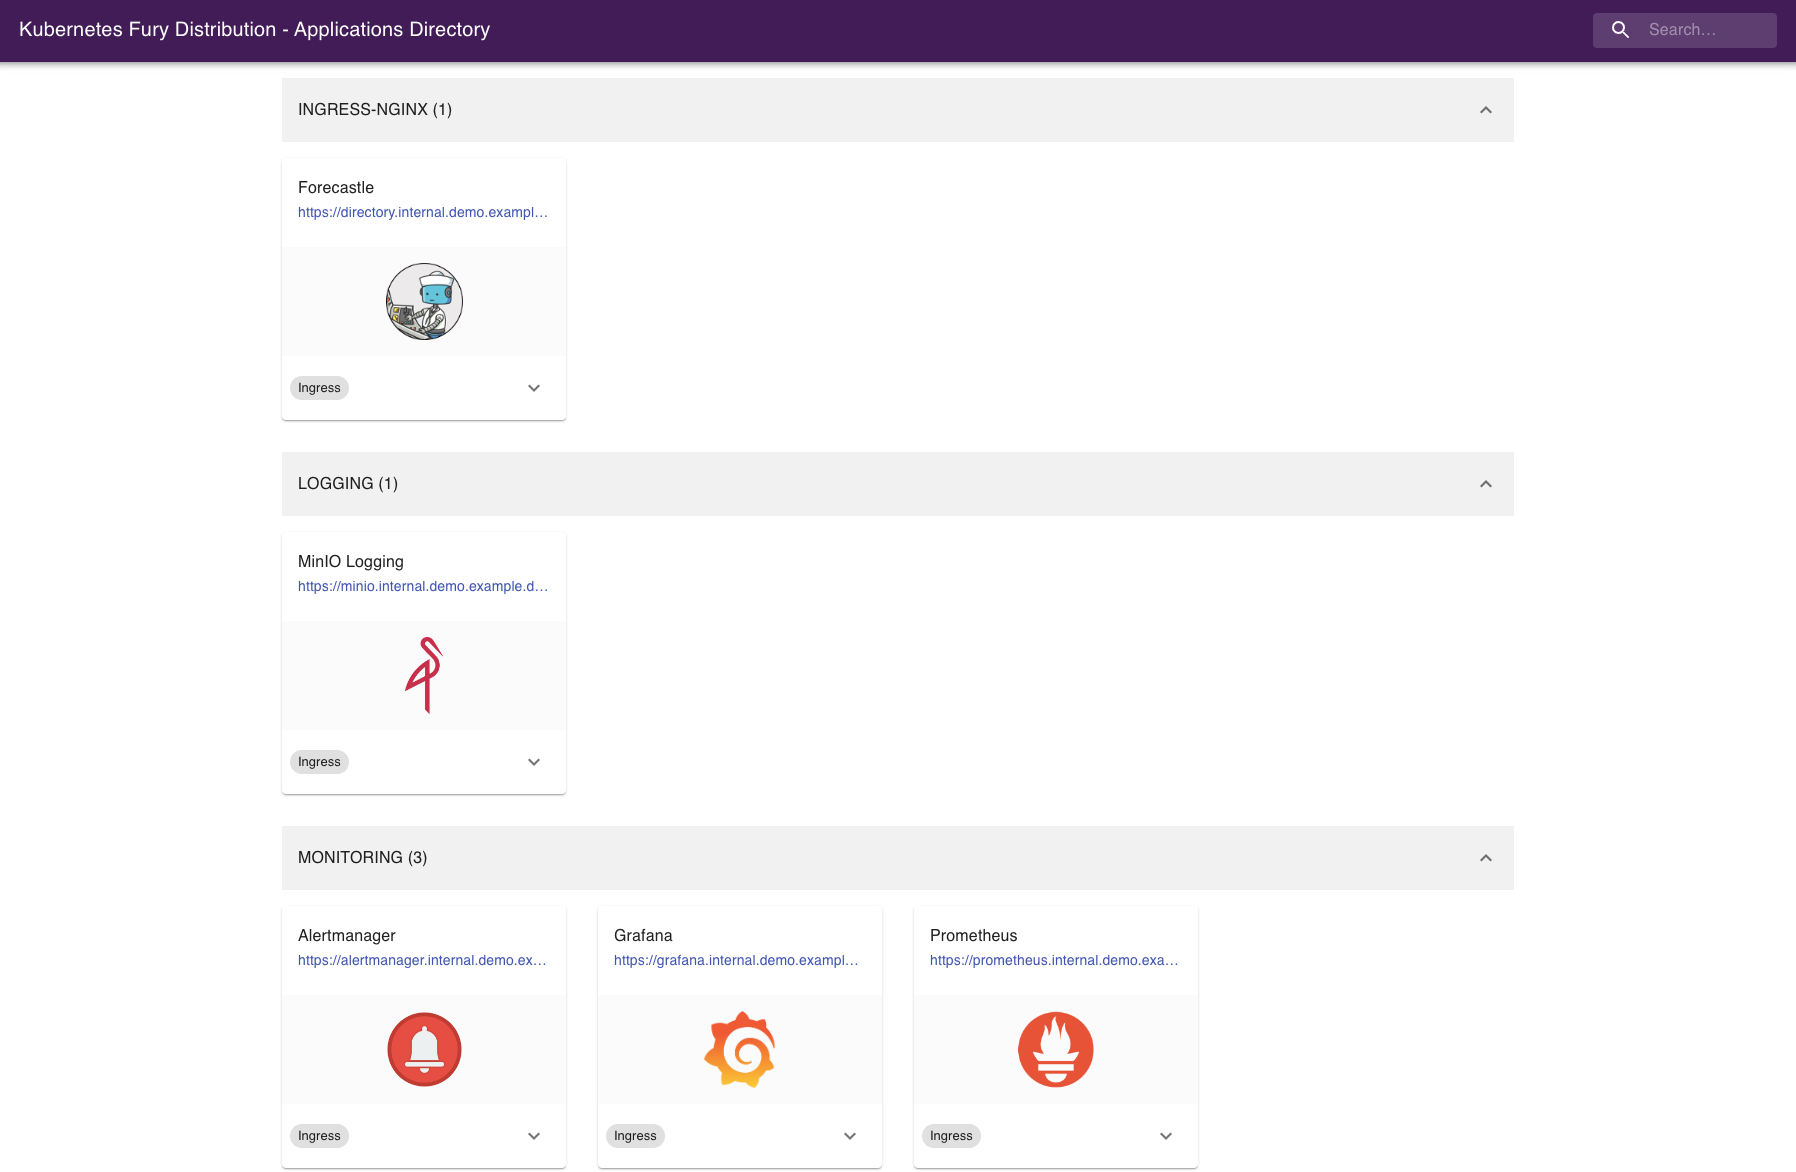 Kubernetes Fury Distribution - Applications Directory
Search...
INGRESS-NGINX (1)
Forecastle
https://directory.internal.demo.exampl...
Ingress
LOGGING (1)
MinIO Logging
https://minio.internal.demo.example.d...
Ingress
MONITORING (3)
Alertmanager
https://alertmanager.internal.demo.ex...
Ingress
Grafana
https://grafana.internal.demo.exampl...
Ingress
Prometheus
https://prometheus.internal.demo.exa...
Ingress